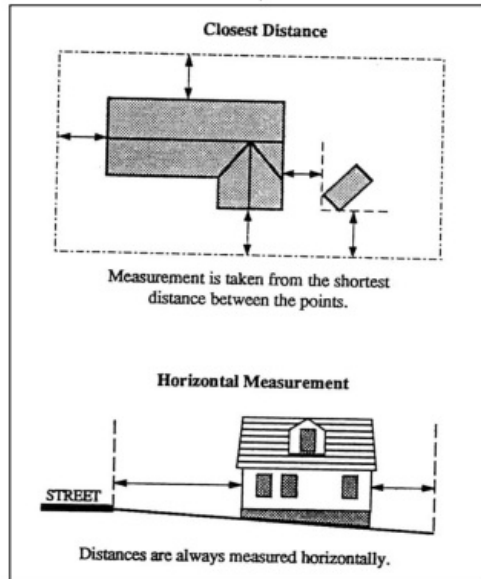 Closest Distance
Measurement is taken from the shortest
distance between the points.
Horizontal Measurement
STREET
Distances are always measured horizontally.